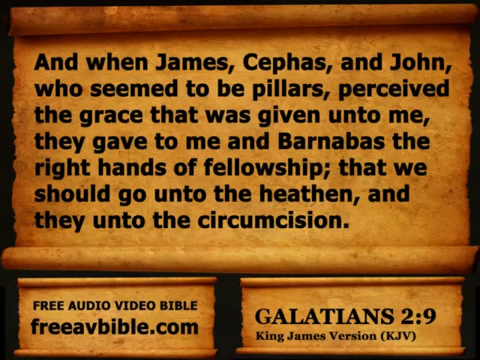 And when James, Cephas, and John,
who seemed to be pillars, perceived
the grace that was given unto me,
they gave to me and Barnabas the
right hands of fellowship; that we
should go unto the heathen, and
they unto the circumcision.
FREE AUDIO VIDEO BIBLE
freeavbible.com
GALATIANS 2:9
King James Version (KJV)